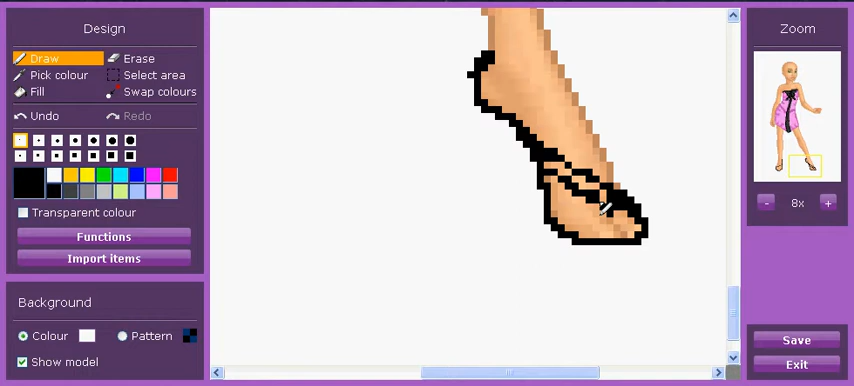 Design
Draw
Erase
Pick colour
Select area
Fill
Swap colours
Undo
Redo
Transparent colour
Functions
Import items
Background
Colour
Pattern
Show model
Zoom
-
8x
+
Save
Exit